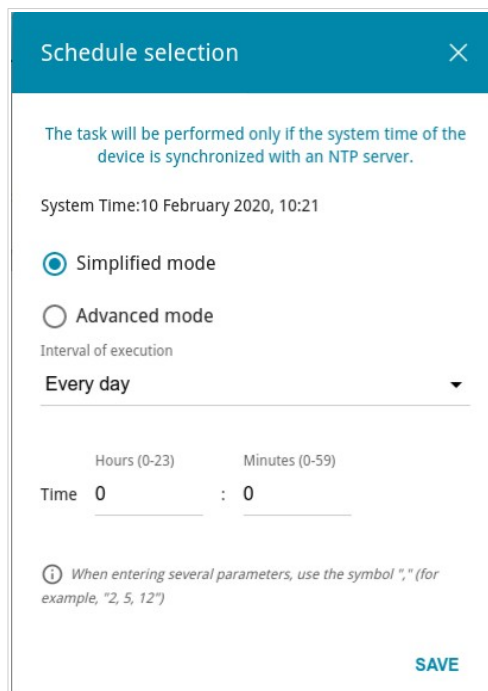 Schedule selection
The task will be performed only if the system time of the
device is synchronized with an NTP server.
System Time:10 February 2020, 10:21
Simplified mode
Advanced mode
Interval of execution
Every day
Hours (0-23) Minutes (0-59)
Time 0 : 0
When entering several parameters, use the symbol "," (for
example, "2, 5, 12")
SAVE